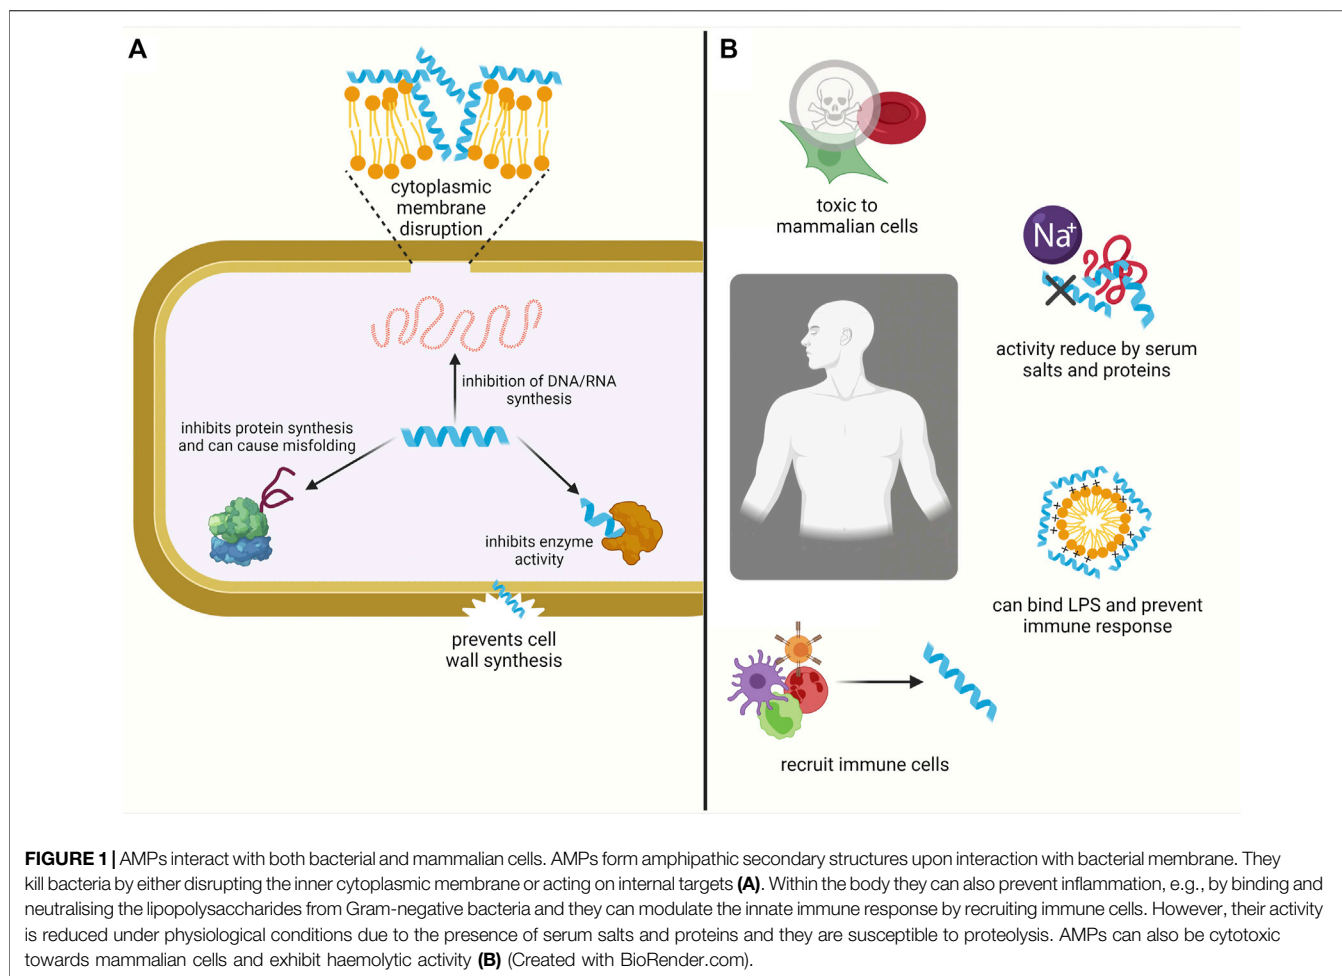 A
cytoplasmic
membrane
disruption
inhibition of DNA/RNA
synthesis
inhibits protein synthesis
and can cause misfolding
inhibits enzyme
activity
prevents cell
wall synthesis
B
toxic to
mammalian cells
Na+
activity reduce by serum
salts and proteins
can bind LPS and prevent
immune response
recruit immune cells
FIGURE 1 | AMPs interact with both bacterial and mammalian cells. AMPs form amphipathic secondary structures upon interaction with bacterial membrane. They
kill bacteria by either disrupting the inner cytoplasmic membrane or acting on internal targets (A). Within the body they can also prevent inflammation, e.g., by binding and
neutralising the lipopolysaccharides from Gram-negative bacteria and they can modulate the innate immune response by recruiting immune cells. However, their activity
is reduced under physiological conditions due to the presence of serum salts and proteins and they are susceptible to proteolysis. AMPs can also be cytotoxic
towards mammalian cells and exhibit haemolytic activity (B) (Created with BioRender.com).